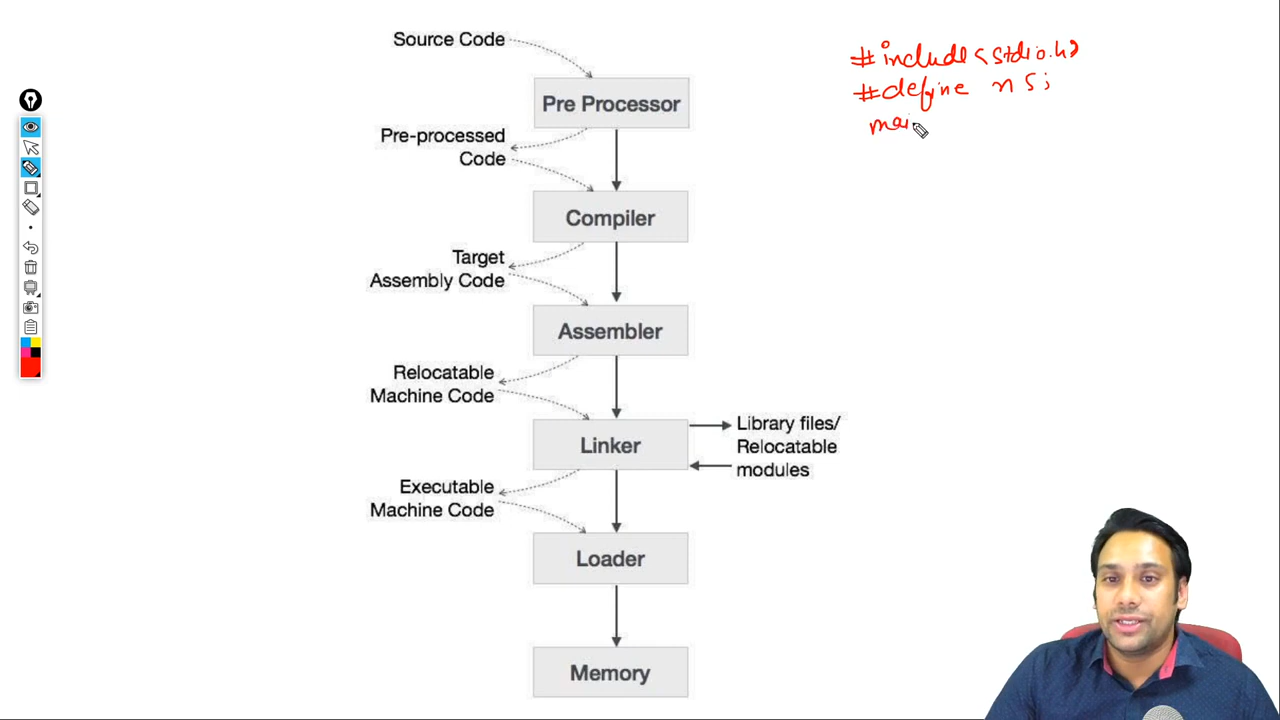 Source Code
Pre Processor
Pre-processed
Code
Compiler
Target
Assembly Code
Assembler
Relocatable
Machine Code
Linker
Library files/
Relocatable
modules
Executable
Machine Code
Loader
Memory
#include<stdio.h>
#define n 5;
mai